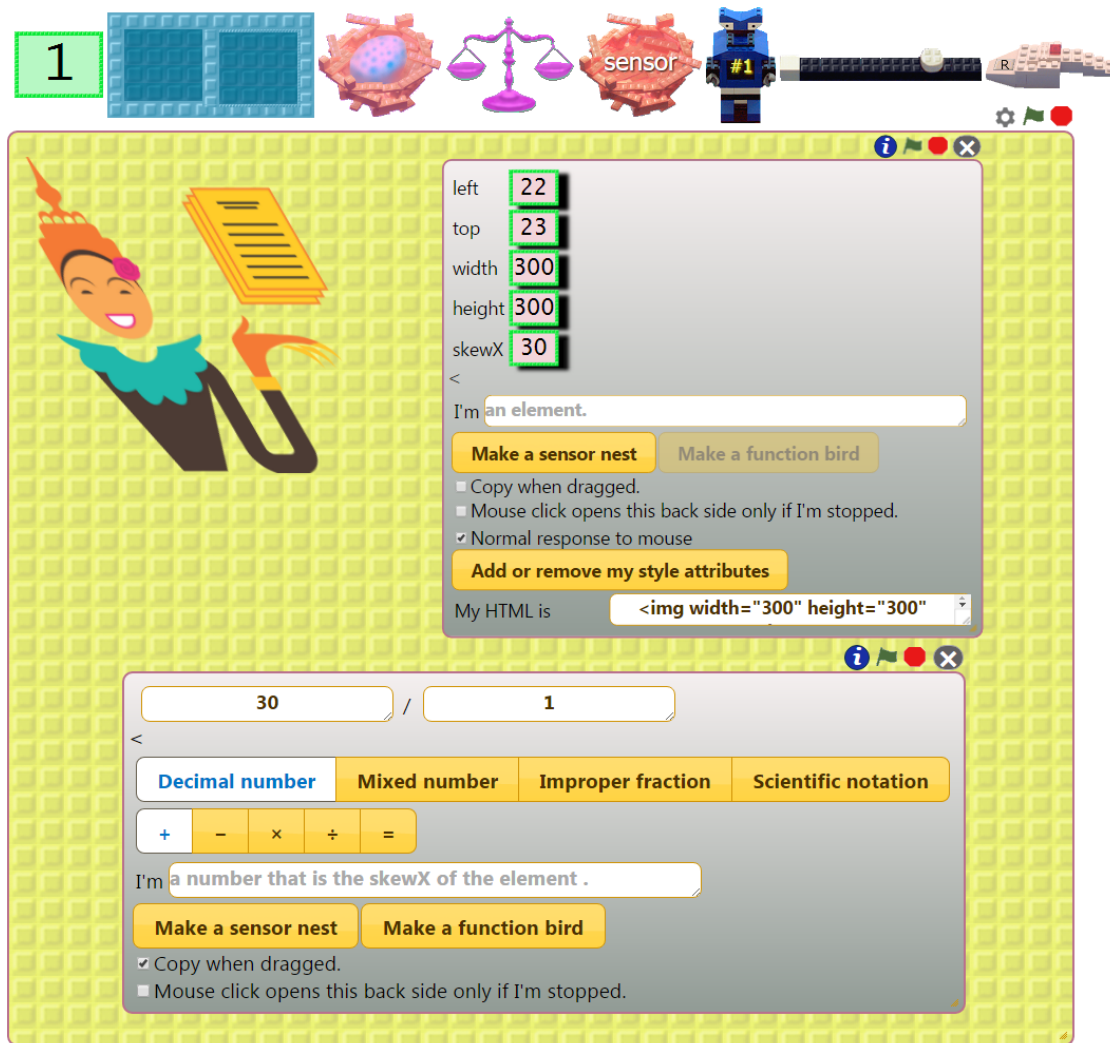 1
sensor
#1
R
left 22
top 23
width 300
height 300
skewX 30
<
I'm an element.
Make a sensor nest Make a function bird
Copy when dragged.
Mouse click opens this back side only if I'm stopped.
Normal response to mouse
Add or remove my style attributes
My HTML is <img width="300" height="300"
30 / 1
<
Decimal number Mixed number Improper fraction Scientific notation
+ − × ÷ =
I'm a number that is the skewX of the element .
Make a sensor nest Make a function bird
Copy when dragged.
Mouse click opens this back side only if I'm stopped.